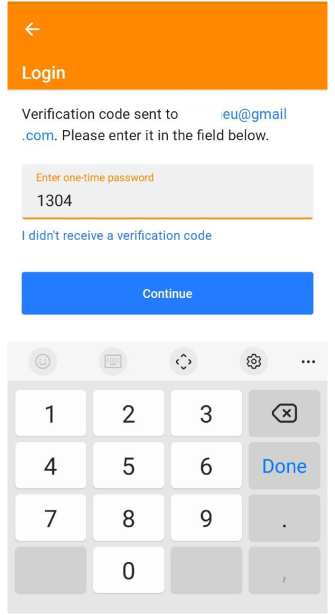 Login
Verification code sent to eu@gmail
.com. Please enter it in the field below.
Enter one-time password
1304
I didn't receive a verification code
Continue
1 2 3
4 5 6 Done
7 8 9 .
0 ,